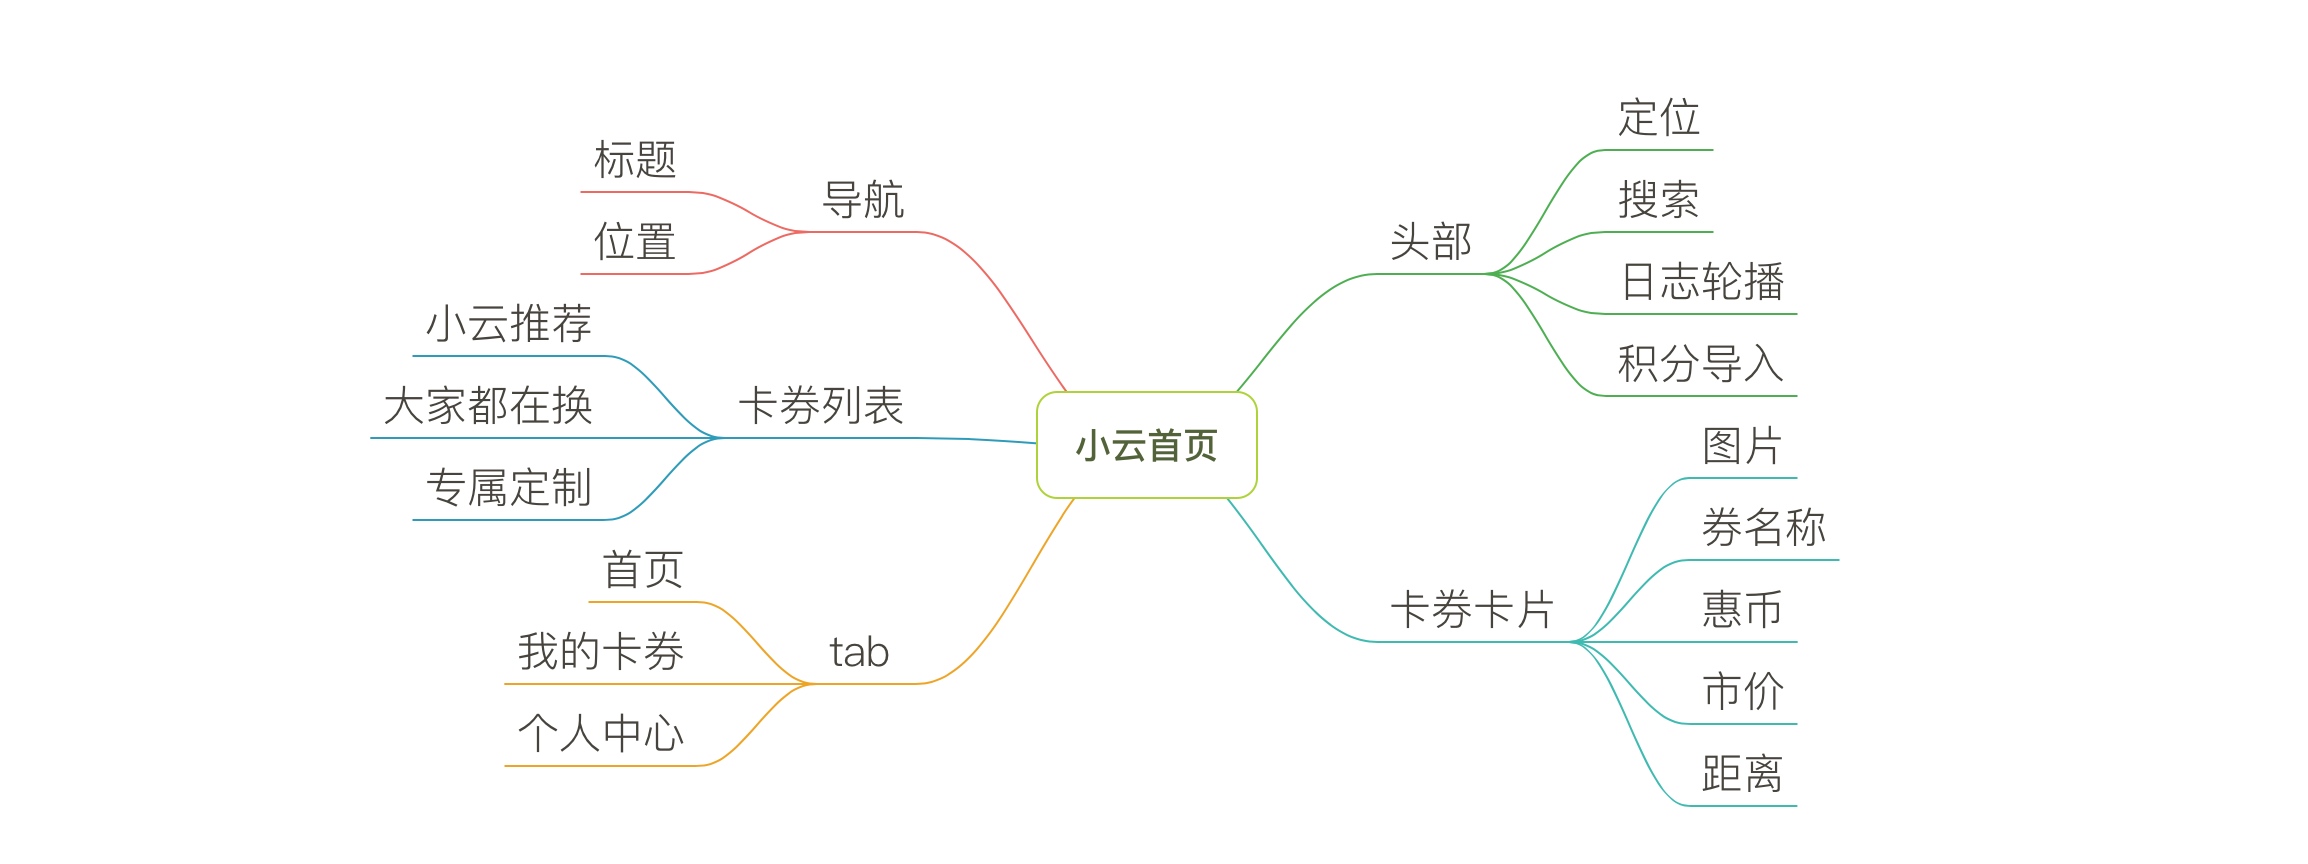 小云首页
导航
标题
位置
卡券列表
小云推荐
大家都在换
专属定制
tab
首页
我的卡券
个人中心
头部
定位
搜索
日志轮播
积分导入
卡券卡片
图片
券名称
惠币
市价
距离